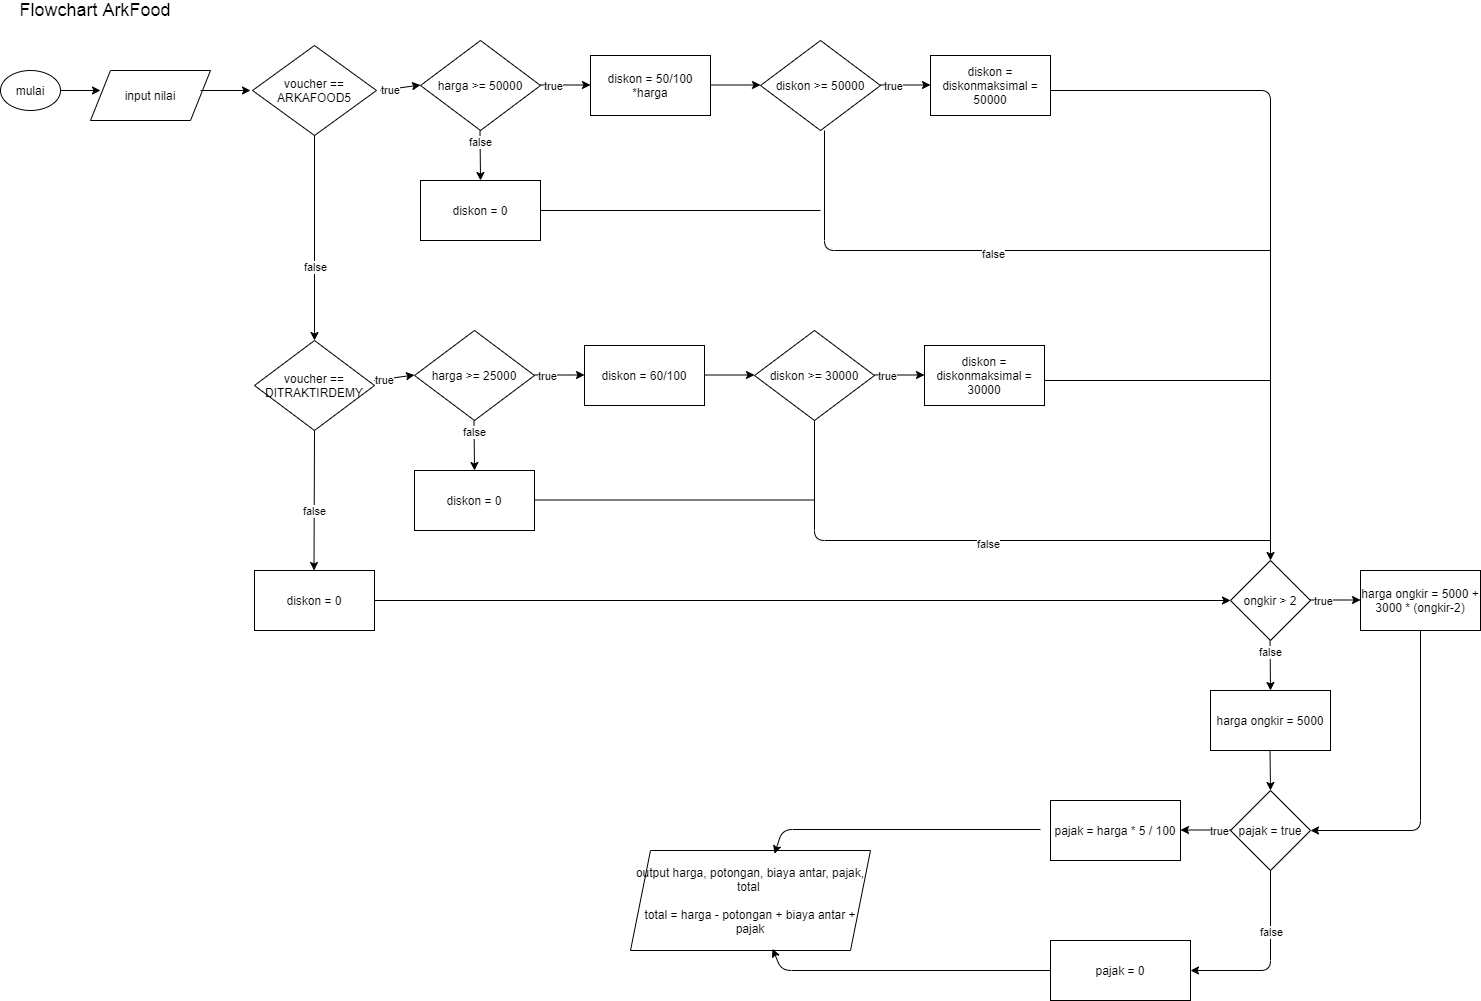 Flowchart ArkFood
mulai
input nilai
voucher ==
ARKAFOOD5
true
harga >= 50000
true
diskon = 50/100
*harga
diskon >= 50000
true
diskon =
diskonmaksimal =
50000
false
diskon = 0
false
false
voucher ==
DITRAKTIRDEMY
true
harga >= 25000
true
diskon = 60/100
diskon >= 30000
true
diskon =
diskonmaksimal =
30000
false
diskon = 0
false
false
diskon = 0
ongkir > 2
true
harga ongkir = 5000 +
3000 * (ongkir-2)
false
harga ongkir = 5000
pajak = true
true
pajak = harga * 5 / 100
output harga, potongan, biaya antar, pajak,
total
total = harga - potongan + biaya antar +
pajak
false
pajak = 0